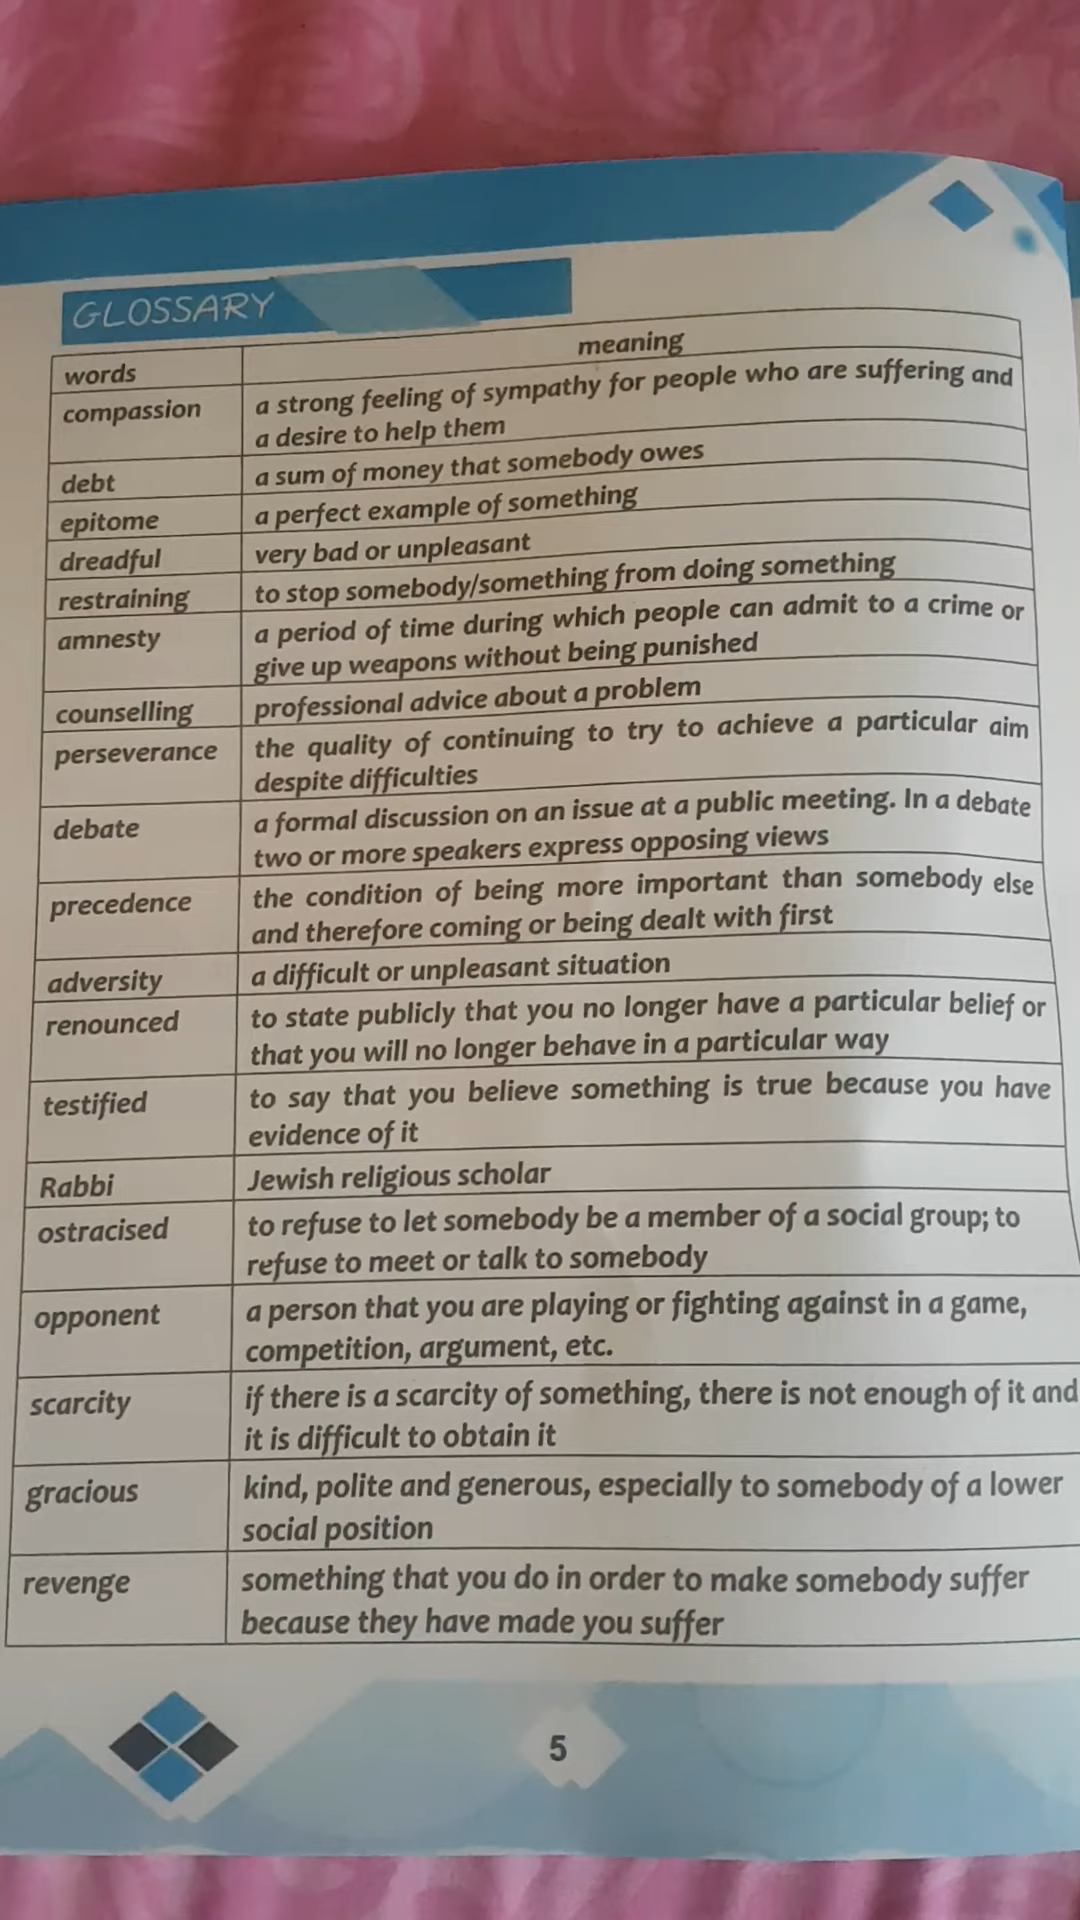 GLOSSARY
words meaning
compassion a strong feeling of sympathy for people who are suffering and
a desire to help them
debt a sum of money that somebody owes
epitome a perfect example of something
dreadful very bad or unpleasant
restraining to stop somebody/something from doing something
amnesty a period of time during which people can admit to a crime or
give up weapons without being punished
counselling professional advice about a problem
perseverance the quality of continuing to try to achieve a particular aim
despite difficulties
debate a formal discussion on an issue at a public meeting. In a debate
two or more speakers express opposing views
precedence the condition of being more important than somebody else
and therefore coming or being dealt with first
adversity a difficult or unpleasant situation
renounced to state publicly that you no longer have a particular belief or
that you will no longer behave in a particular way
testified to say that you believe something is true because you have
evidence of it
Rabbi Jewish religious scholar
ostracised to refuse to let somebody be a member of a social group; to
refuse to meet or talk to somebody
opponent a person that you are playing or fighting against in a game,
competition, argument, etc.
scarcity if there is a scarcity of something, there is not enough of it and
it is difficult to obtain it
gracious kind, polite and generous, especially to somebody of a lower
social position
revenge something that you do in order to make somebody suffer
because they have made you suffer
5